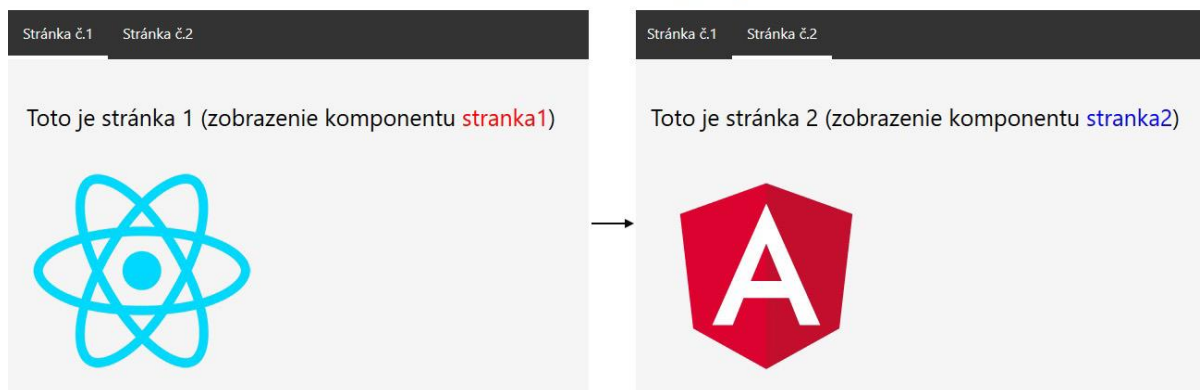 Stránka č.1 Stránka č.2
Toto je stránka 1 (zobrazenie komponentu stranka1)
Stránka č.1 Stránka č.2
Toto je stránka 2 (zobrazenie komponentu stranka2)
A